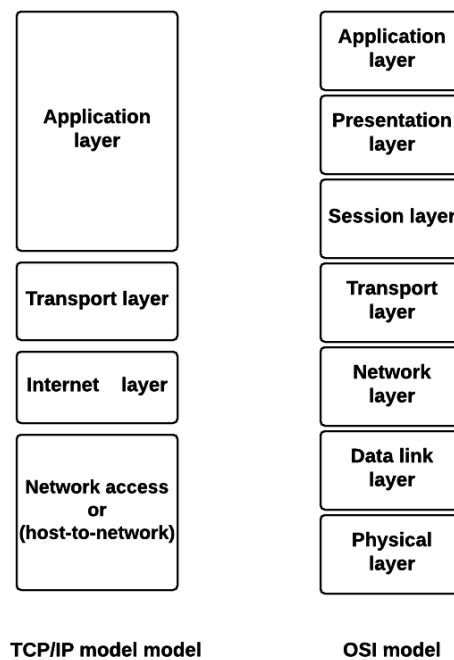 Application
layer
Transport layer
Internet layer
Network access
or
(host-to-network)
TCP/IP model model
Application
layer
Presentation
layer
Session layer
Transport
layer
Network
layer
Data link
layer
Physical
layer
OSI model